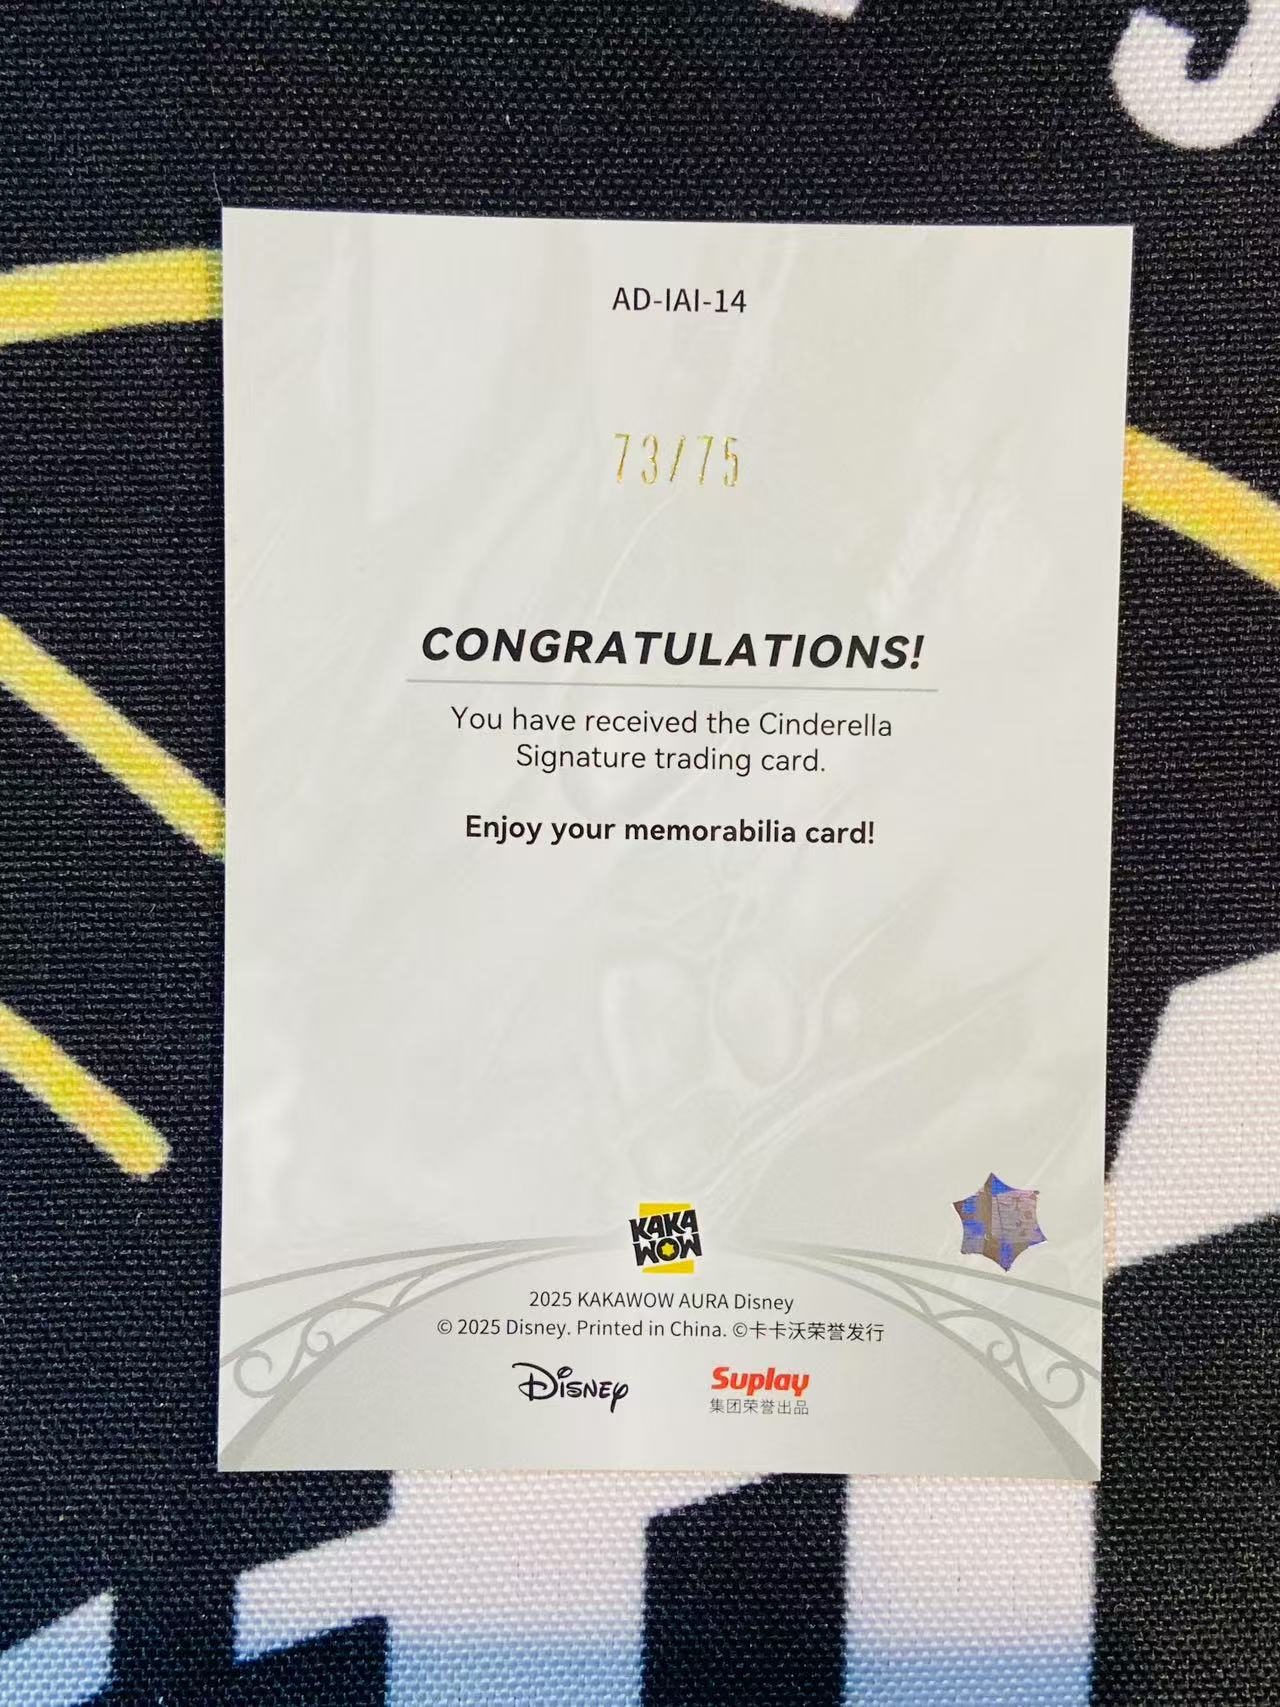 AD-IAI-14
73/75
CONGRATULATIONS!
You have received the Cinderella
Signature trading card.
Enjoy your memorabilia card!
KAKA
WOW
2025 KAKAWOW AURA Disney
© 2025 Disney. Printed in China. ©卡卡沃荣誉发行
Disney
Suplay
集团荣誉出品